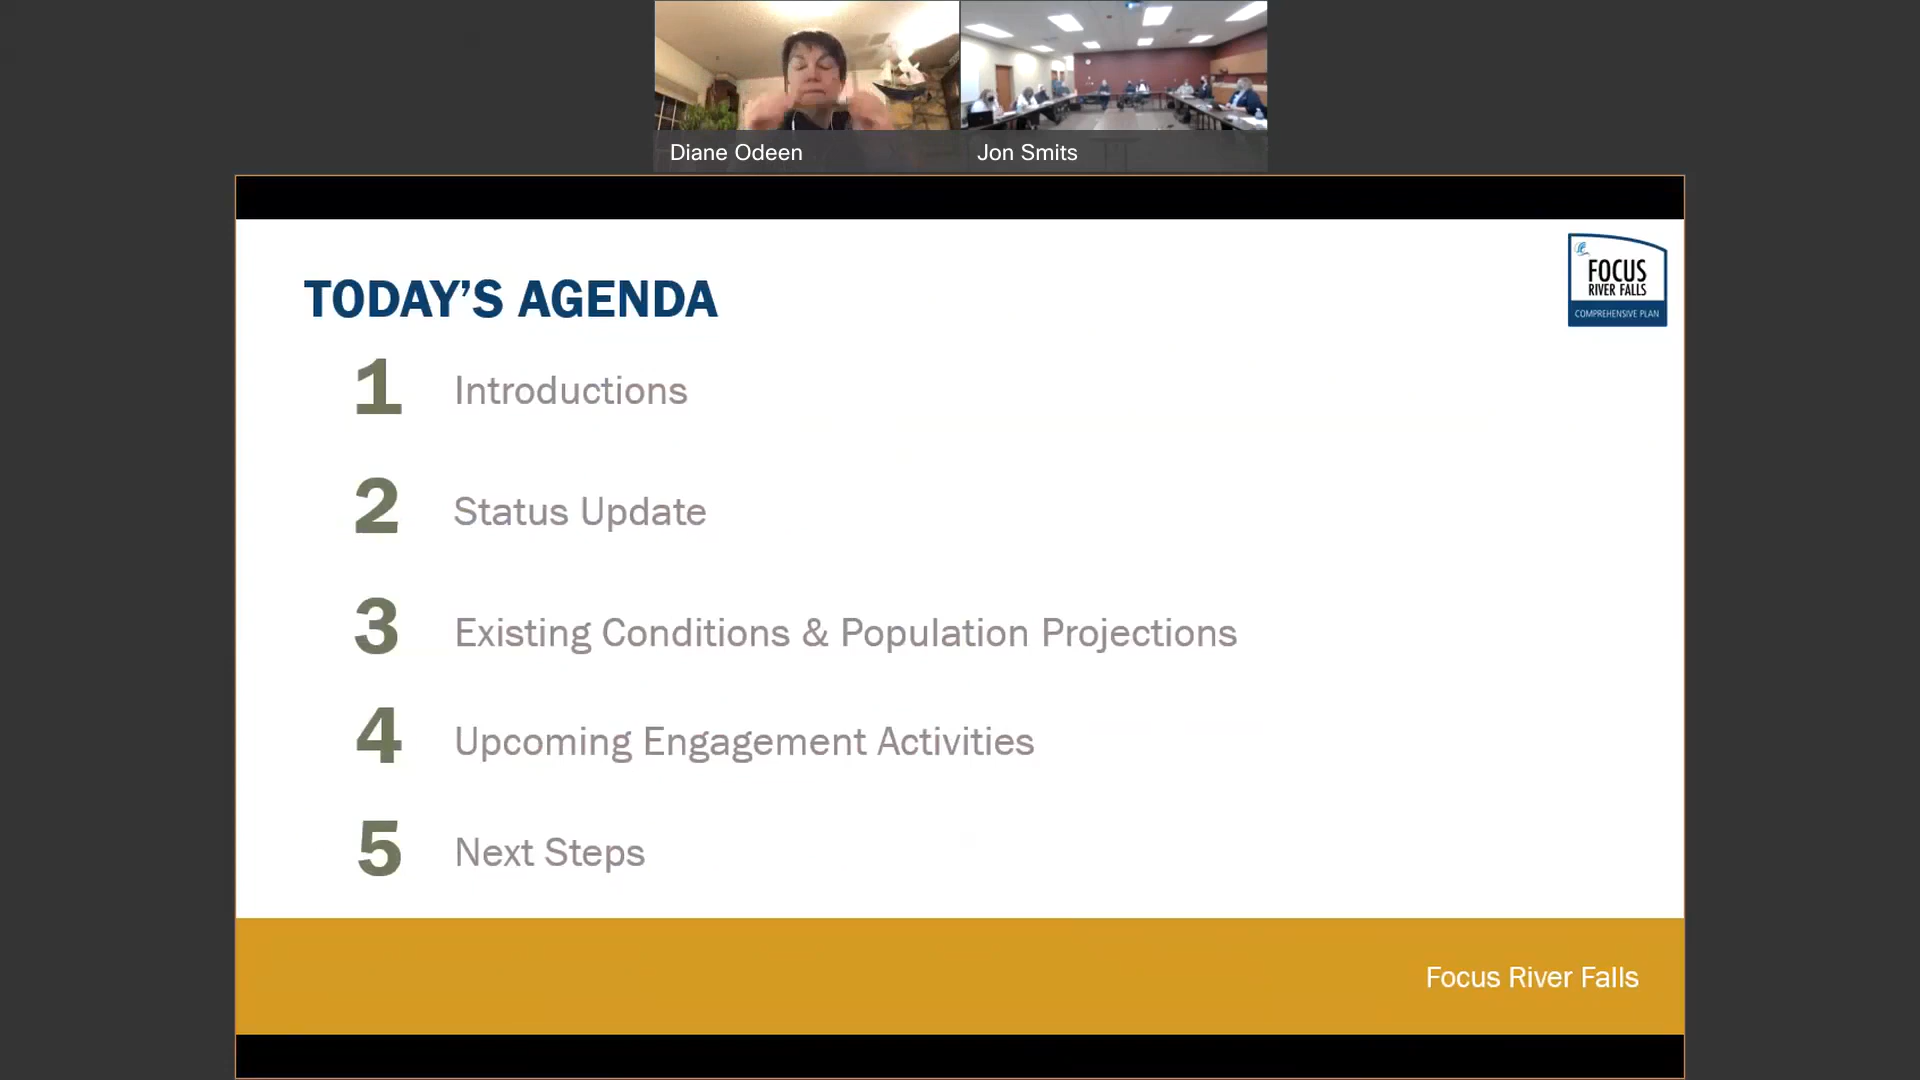 Diane Odeen
Jon Smits
FOCUS
RIVER FALLS
COMPREHENSIVE PLAN
TODAY’S AGENDA
1 Introductions
2 Status Update
3 Existing Conditions & Population Projections
4 Upcoming Engagement Activities
5 Next Steps
Focus River Falls